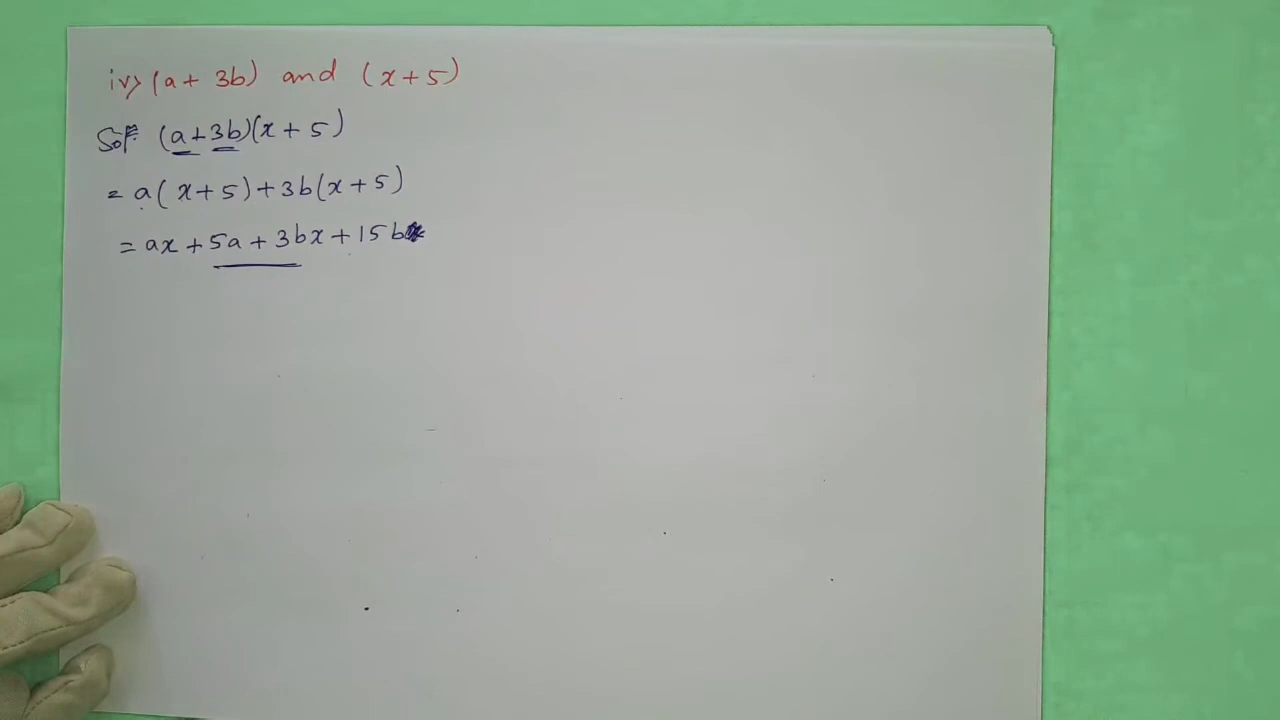 iv) (a + 3b) and (x + 5)
Sol: (a + 3b)(x + 5)
= a(x + 5) + 3b(x + 5)
= ax + 5a + 3bx + 15b